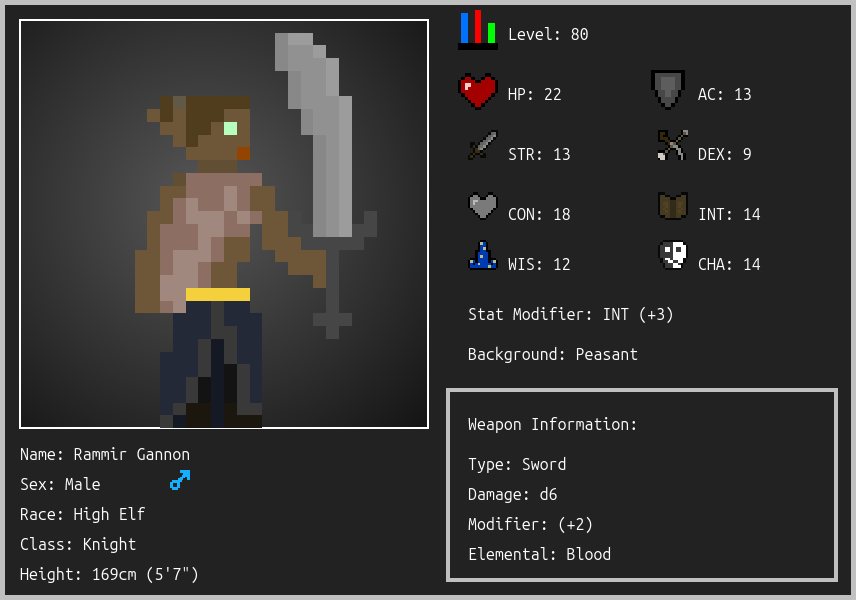 Level: 80
HP: 22
AC: 13
STR: 13
DEX: 9
CON: 18
INT: 14
WIS: 12
CHA: 14
Stat Modifier: INT (+3)
Background: Peasant
Weapon Information:
Type: Sword
Damage: d6
Modifier: (+2)
Elemental: Blood
Name: Rammir Gannon
Sex: Male
Race: High Elf
Class: Knight
Height: 169cm (5'7")